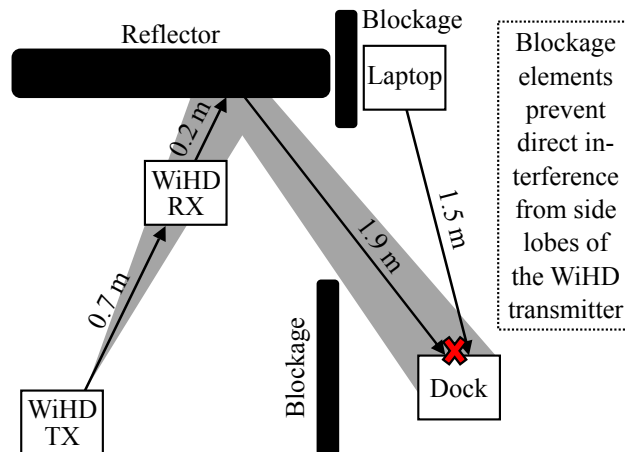 Reflector
Blockage
Laptop
Blockage
elements
prevent
direct in-
terference
from side
lobes of
the WiHD
transmitter
0.2 m
WiHD
RX
0.7 m
1.9 m
1.5 m
Blockage
WiHD
TX
Dock